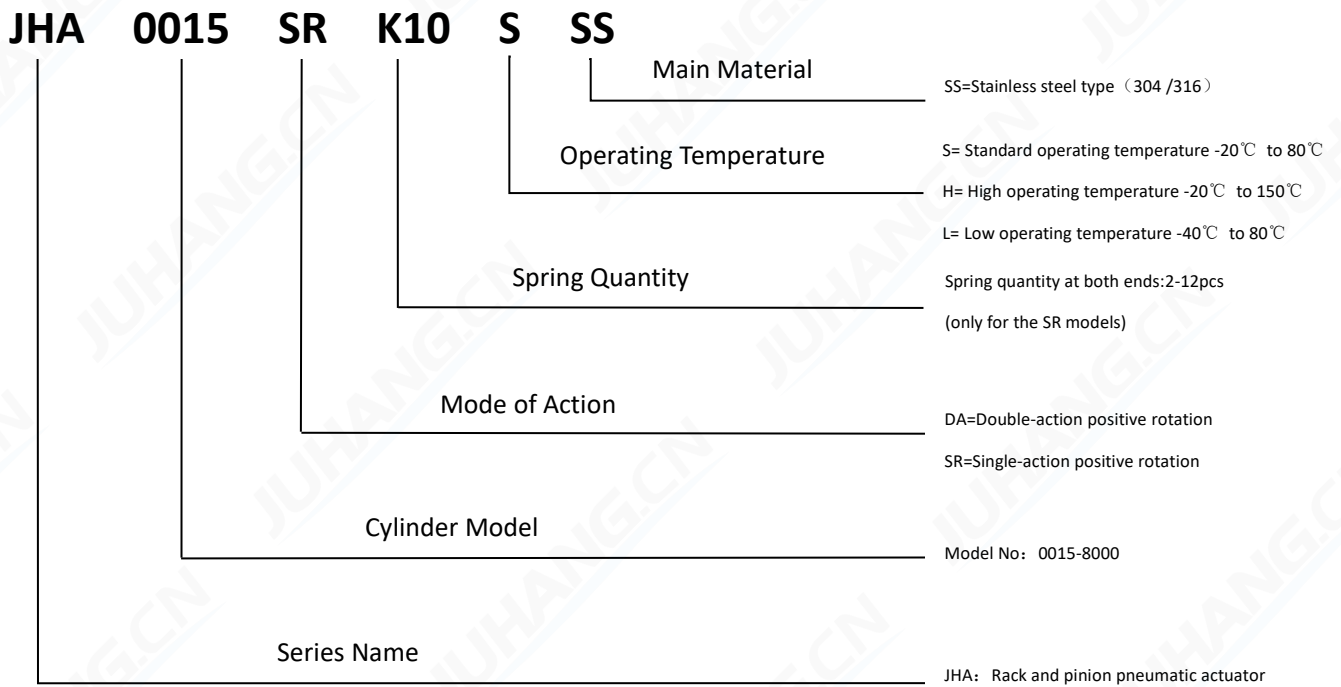 JHA 0015 SR K10 S SS
Main Material
SS=Stainless steel type（304 /316）
Operating Temperature
S= Standard operating temperature -20℃ to 80℃
H= High operating temperature -20℃ to 150℃
L= Low operating temperature -40℃ to 80℃
Spring Quantity
Spring quantity at both ends:2-12pcs
(only for the SR models)
Mode of Action
DA=Double-action positive rotation
SR=Single-action positive rotation
Cylinder Model
Model No：0015-8000
Series Name
JHA：Rack and pinion pneumatic actuator
JUHANG.CN